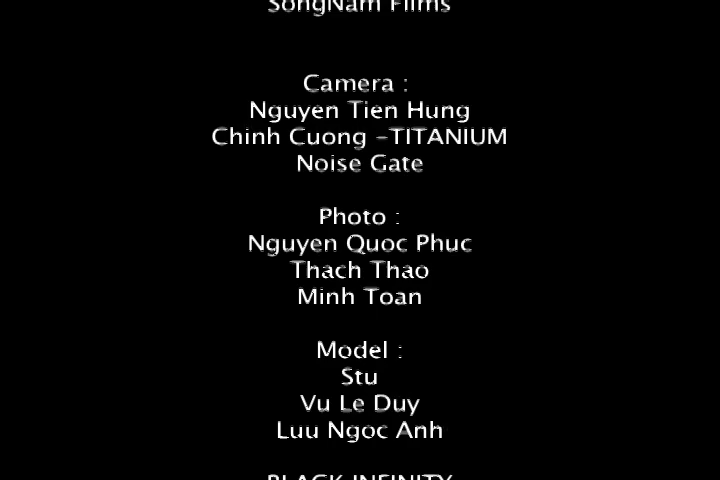 SongNam Films
Camera :
Nguyen Tien Hung
Chinh Cuong -TITANIUM
Noise Gate
Photo :
Nguyen Quoc Phuc
Thach Thao
Minh Toan
Model :
Stu
Vu Le Duy
Luu Ngoc Anh
BLACK INFINITY